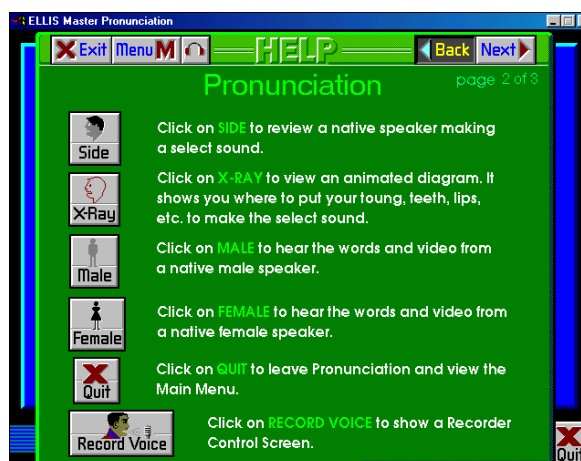 ELLIS Master Pronunciation
Exit Menu M HELP Back Next
Pronunciation page 2 of 3
Side
Click on SIDE to review a native speaker making
a select sound.
X-Ray
Click on X-RAY to view an animated diagram. It
shows you where to put your toung, teeth, lips,
etc. to make the select sound.
Male
Click on MALE to hear the words and video from
a native male speaker.
Female
Click on FEMALE to hear the words and video from
a native female speaker.
Quit
Click on QUIT to leave Pronunciation and view the
Main Menu.
Record Voice
Click on RECORD VOICE to show a Recorder
Control Screen.
Quit